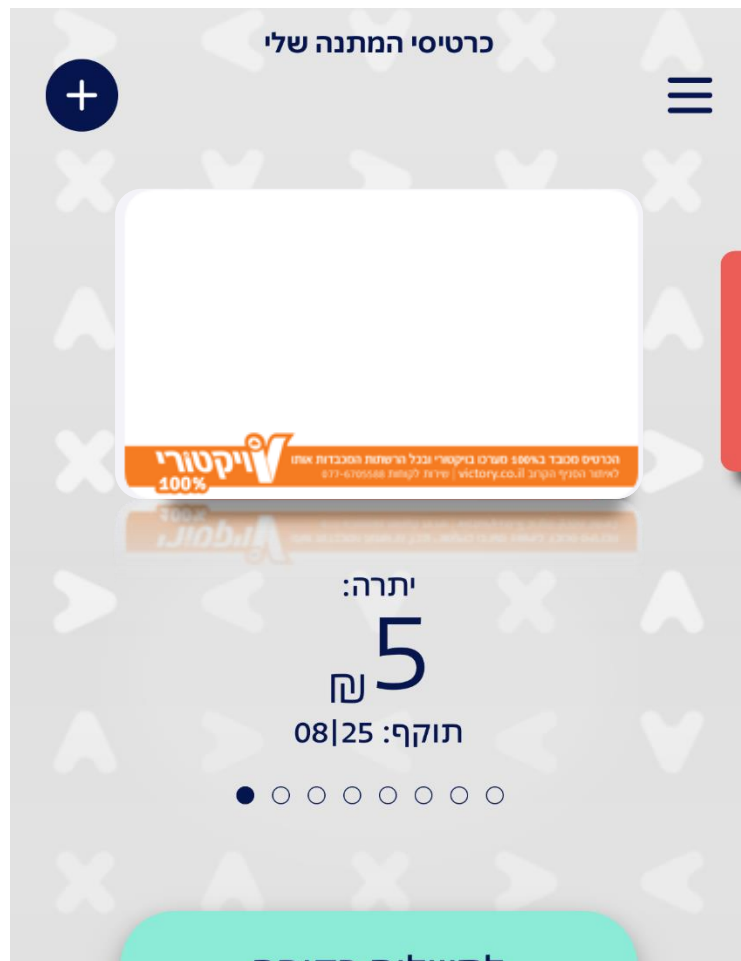 כרטיסי המתנה שלי
הכרטיס מכובד ב100% מערכו בויקטורי ובכל הרשתות המכבדות אותו
לאיתור הסניף הקרוב victory.co.il | שירות לקוחות 077-6705588
ויקטורי
100%
יתרה:
5 ₪
תוקף: 08|25